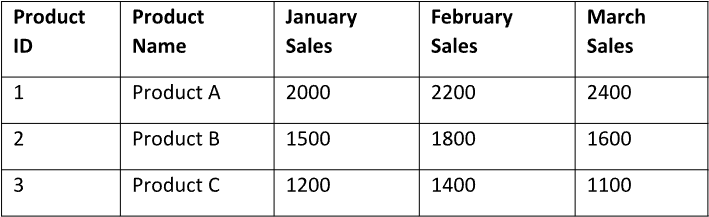 Product ID Product Name January Sales February Sales March Sales
1 Product A 2000 2200 2400
2 Product B 1500 1800 1600
3 Product C 1200 1400 1100